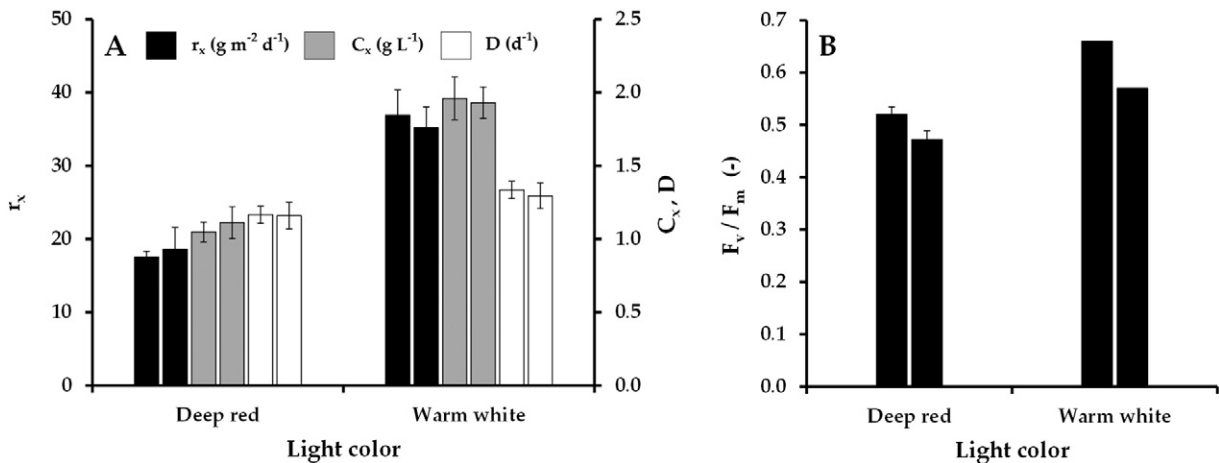 A
rₓ (g m⁻² d⁻¹) Cₓ (g L⁻¹) D (d⁻¹)
50
40
30
20
10
0
rₓ
2.5
2.0
1.5
1.0
0.5
0.0
Cₓ, D
Deep red Warm white
Light color
B
0.7
0.6
0.5
0.4
0.3
0.2
0.1
0.0
Fᵥ / Fₘ (-)
Deep red Warm white
Light color